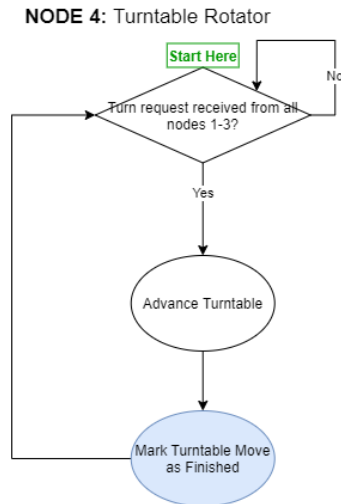 NODE 4: Turntable Rotator
Start Here
Turn request received from all
nodes 1-3?
No
Yes
Advance Turntable
Mark Turntable Move
as Finished